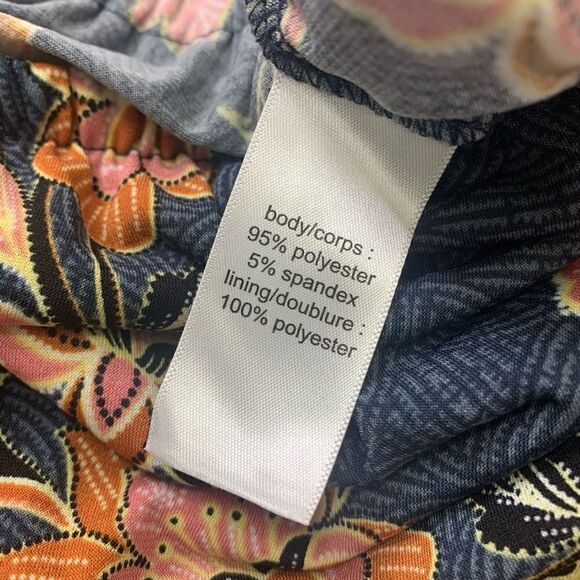 body/corps :
95% polyester
5% spandex
lining/doublure :
100% polyester